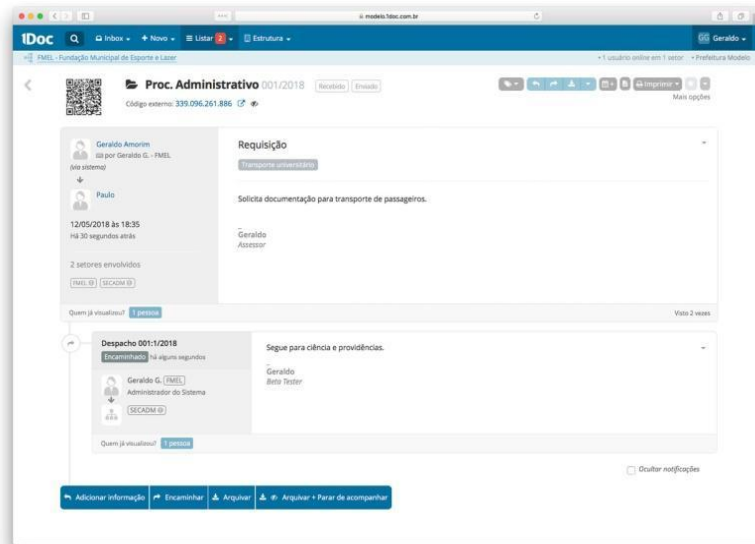 modelo.1doc.com.br
1Doc Inbox + Novo Listar 2 Estrutura GG Geraldo
FMEL - Fundação Municipal de Esporte e Lazer • 1 usuário online em 1 setor • Prefeitura Modelo
Proc. Administrativo 001/2018 Recebido Enviado Imprimir
Mais opções
Código externo: 339.096.261.886
Geraldo Amorim
por Geraldo G. - FMEL
(via sistema)
Paulo
12/05/2018 às 18:35
Há 30 segundos atrás
2 setores envolvidos
FMEL SECADM
Requisição
Transporte universitário
Solicita documentação para transporte de passageiros.
_
Geraldo
Assessor
Quem já visualizou? 1 pessoa Visto 2 vezes
Despacho 001:1/2018
Encaminhado há alguns segundos
Geraldo G. FMEL
Administrador do Sistema
SECADM
Segue para ciência e providências.
_
Geraldo
Beta Tester
Quem já visualizou? 1 pessoa
Ocultar notificações
Adicionar informação Encaminhar Arquivar Arquivar + Parar de acompanhar